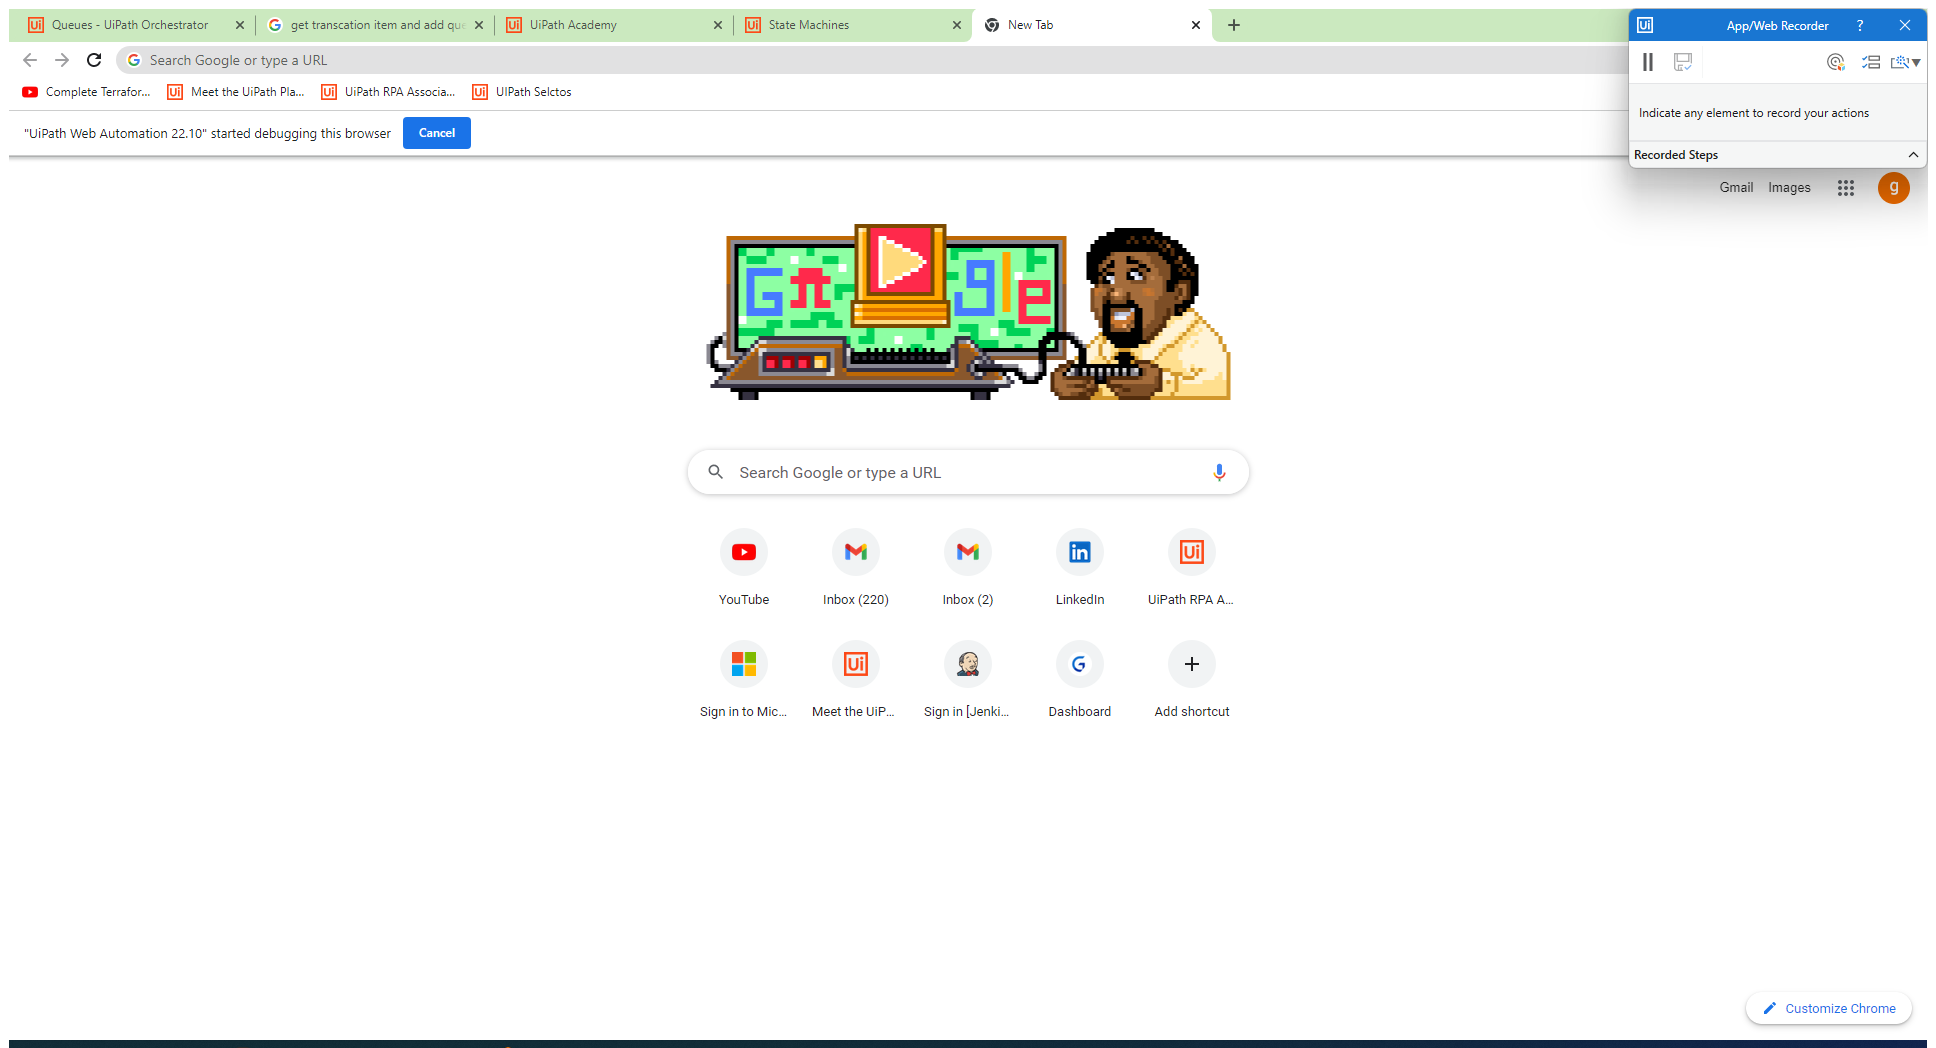 Queues - UiPath Orchestrator
get transcation item and add que
UiPath Academy
State Machines
New Tab
App/Web Recorder ?
Search Google or type a URL
Complete Terrafor...
Meet the UiPath Pla...
UiPath RPA Associa...
UIPath Selctos
Indicate any element to record your actions
"UiPath Web Automation 22.10" started debugging this browser
Cancel
Recorded Steps
Gmail Images g
Google
Search Google or type a URL
YouTube Inbox (220) Inbox (2) LinkedIn UiPath RPA A...
Sign in to Mic... Meet the UiP... Sign in [Jenki... Dashboard Add shortcut
Customize Chrome